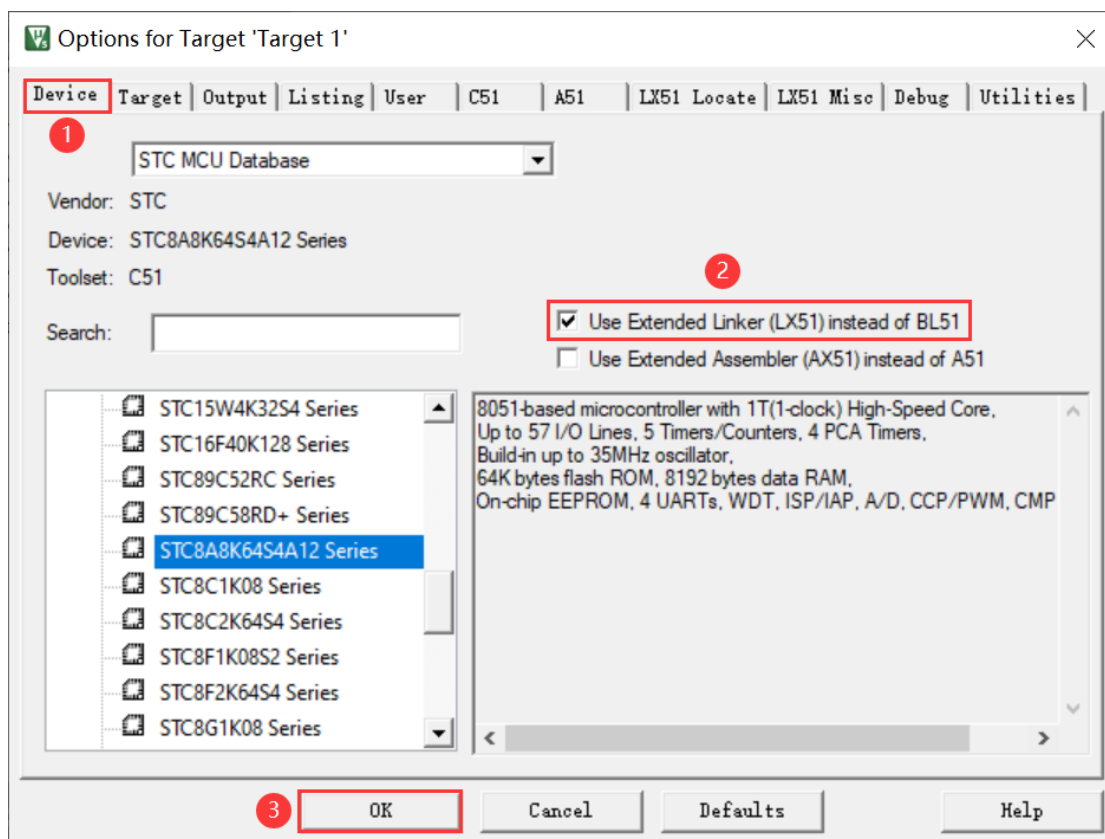 Options for Target 'Target 1'
Device Target Output Listing User C51 A51 LX51 Locate LX51 Misc Debug Utilities
1
STC MCU Database
Vendor: STC
Device: STC8A8K64S4A12 Series
Toolset: C51
2
Search:
Use Extended Linker (LX51) instead of BL51
Use Extended Assembler (AX51) instead of A51
STC15W4K32S4 Series
STC16F40K128 Series
STC89C52RC Series
STC89C58RD+ Series
STC8A8K64S4A12 Series
STC8C1K08 Series
STC8C2K64S4 Series
STC8F1K08S2 Series
STC8F2K64S4 Series
STC8G1K08 Series
8051-based microcontroller with 1T(1-clock) High-Speed Core,
Up to 57 I/O Lines, 5 Timers/Counters, 4 PCA Timers,
Build-in up to 35MHz oscillator,
64K bytes flash ROM, 8192 bytes data RAM,
On-chip EEPROM, 4 UARTs, WDT, ISP/IAP, A/D, CCP/PWM, CMP
3
OK Cancel Defaults Help